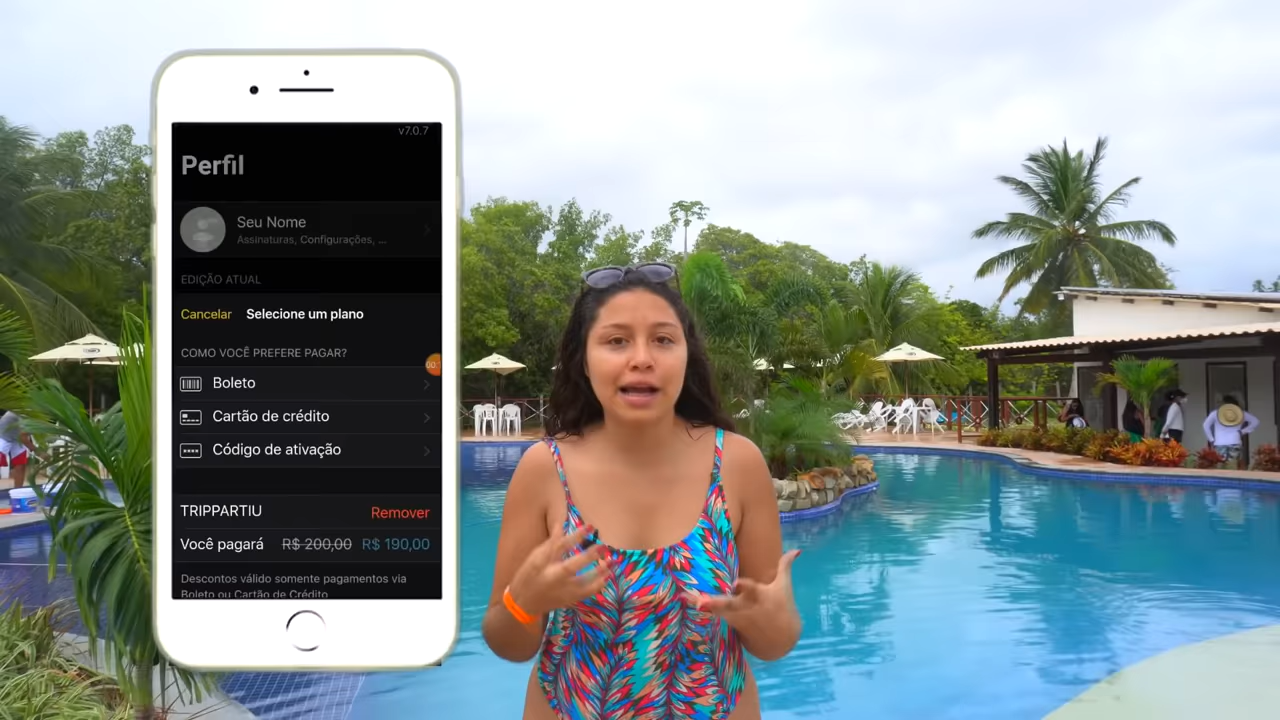 v7.0.7
Perfil
Seu Nome
Assinaturas, Configurações, ...
EDIÇÃO ATUAL
Cancelar Selecione um plano
COMO VOCÊ PREFERE PAGAR?
Boleto
Cartão de crédito
Código de ativação
TRIPPARTIU Remover
Você pagará R$ 200,00 R$ 190,00
Descontos válido somente pagamentos via
Boleto ou Cartão de Crédito